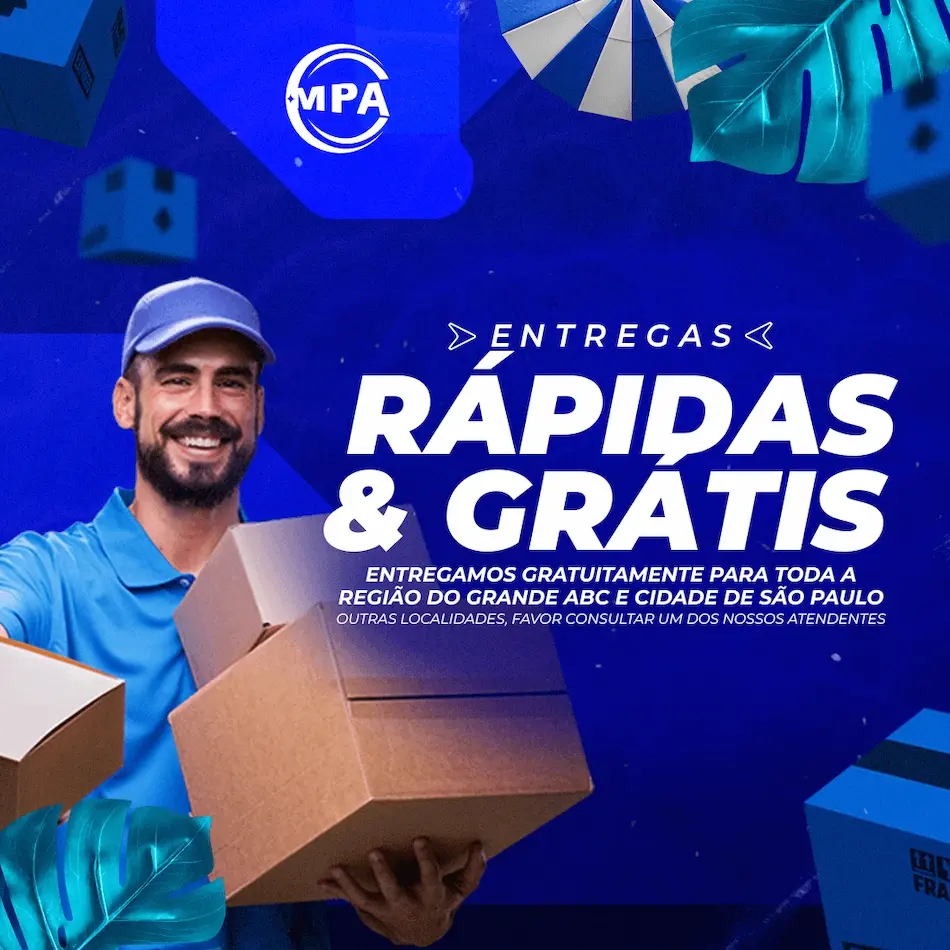 MPA
ENTREGAS
RÁPIDAS
& GRÁTIS
ENTREGAMOS GRATUITAMENTE PARA TODA A
REGIÃO DO GRANDE ABC E CIDADE DE SÃO PAULO
OUTRAS LOCALIDADES, FAVOR CONSULTAR UM DOS NOSSOS ATENDENTES